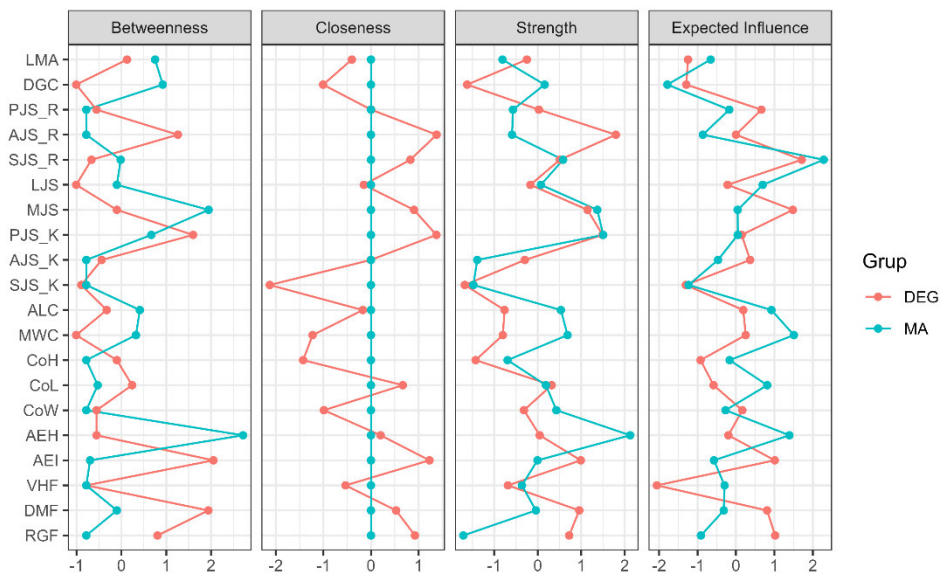 Betweenness Closeness Strength Expected Influence
LMA
DGC
PJS_R
AJS_R
SJS_R
LJS
MJS
PJS_K
AJS_K
SJS_K
ALC
MWC
CoH
CoL
CoW
AEH
AEI
VHF
DMF
RGF
-1 0 1 2 -2 -1 0 1 -1 0 1 2 -2 -1 0 1 2
Grup
DEG
MA